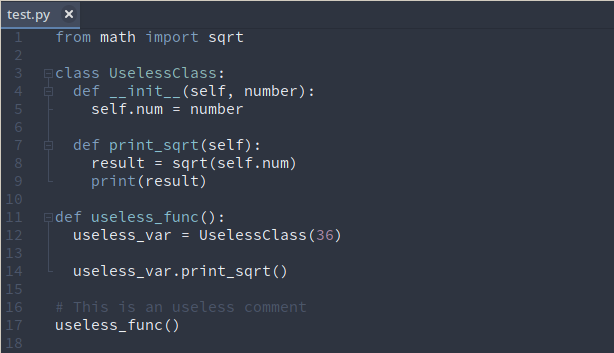 test.py ×
1 from math import sqrt
2
3 class UselessClass:
4   def __init__(self, number):
5     self.num = number
6
7   def print_sqrt(self):
8     result = sqrt(self.num)
9     print(result)
10
11 def useless_func():
12   useless_var = UselessClass(36)
13
14   useless_var.print_sqrt()
15
16 # This is an useless comment
17 useless_func()
18